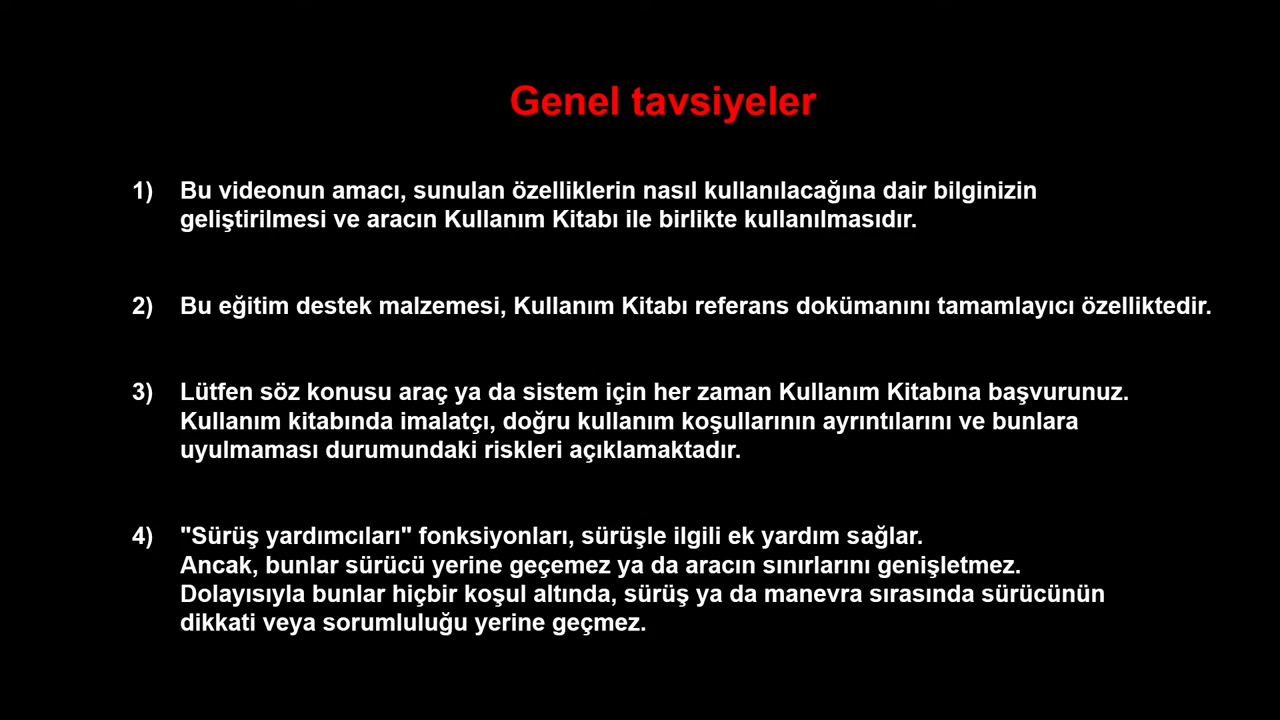 Genel tavsiyeler
1) Bu videonun amacı, sunulan özelliklerin nasıl kullanılacağına dair bilginizin
geliştirilmesi ve aracın Kullanım Kitabı ile birlikte kullanılmasıdır.
2) Bu eğitim destek malzemesi, Kullanım Kitabı referans dokümanını tamamlayıcı özelliktedir.
3) Lütfen söz konusu araç ya da sistem için her zaman Kullanım Kitabına başvurunuz.
Kullanım kitabında imalatçı, doğru kullanım koşullarının ayrıntılarını ve bunlara
uyulmaması durumundaki riskleri açıklamaktadır.
4) "Sürüş yardımcıları" fonksiyonları, sürüşle ilgili ek yardım sağlar.
Ancak, bunlar sürücü yerine geçemez ya da aracın sınırlarını genişletmez.
Dolayısıyla bunlar hiçbir koşul altında, sürüş ya da manevra sırasında sürücünün
dikkati veya sorumluluğu yerine geçmez.